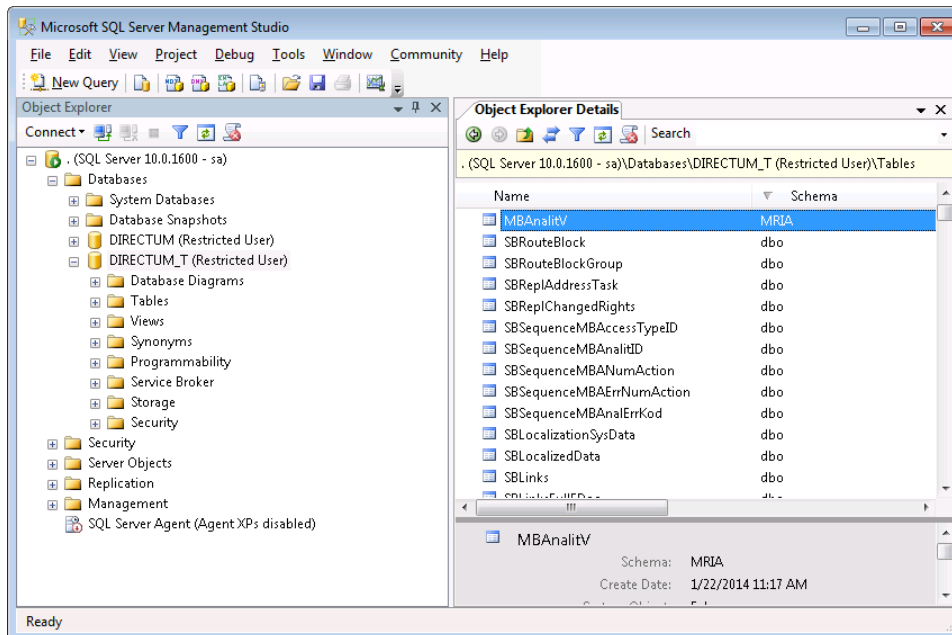 Microsoft SQL Server Management Studio
File Edit View Project Debug Tools Window Community Help
New Query
Object Explorer
Connect
. (SQL Server 10.0.1600 - sa)
Databases
System Databases
Database Snapshots
DIRECTUM (Restricted User)
DIRECTUM_T (Restricted User)
Database Diagrams
Tables
Views
Synonyms
Programmability
Service Broker
Storage
Security
Security
Server Objects
Replication
Management
SQL Server Agent (Agent XPs disabled)
Object Explorer Details
Search
. (SQL Server 10.0.1600 - sa)\Databases\DIRECTUM_T (Restricted User)\Tables
Name Schema
MBAnalitV MRIA
SBRouteBlock dbo
SBRouteBlockGroup dbo
SBReplAddressTask dbo
SBReplChangedRights dbo
SBSequenceMBAccessTypeID dbo
SBSequenceMBAnalitID dbo
SBSequenceMBANumAction dbo
SBSequenceMBAErrNumAction dbo
SBSequenceMBAnalErrKod dbo
SBLocalizationSysData dbo
SBLocalizedData dbo
SBLinks dbo
MBAnalitV
Schema: MRIA
Create Date: 1/22/2014 11:17 AM
Ready